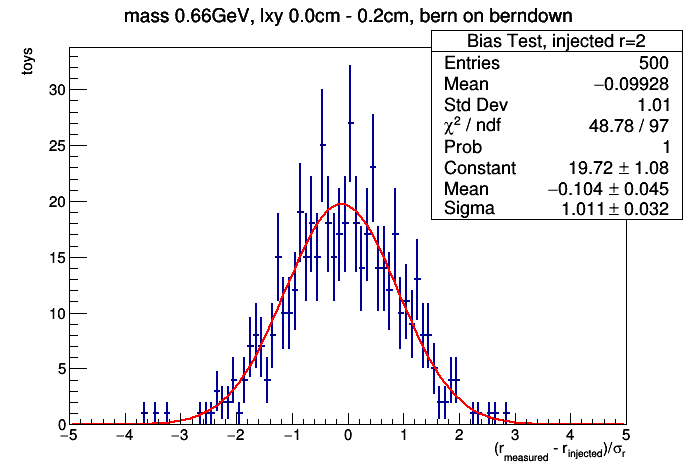 mass 0.66GeV, lxy 0.0cm - 0.2cm, bern on berndown
Bias Test, injected r=2
Entries 500
Mean −0.09928
Std Dev 1.01
χ² / ndf 48.78 / 97
Prob 1
Constant 19.72 ± 1.08
Mean −0.104 ± 0.045
Sigma 1.011 ± 0.032
toys
30
25
20
15
10
5
0
−5 −4 −3 −2 −1 0 1 2 3 4 5
(r_measured - r_injected)/σ_r